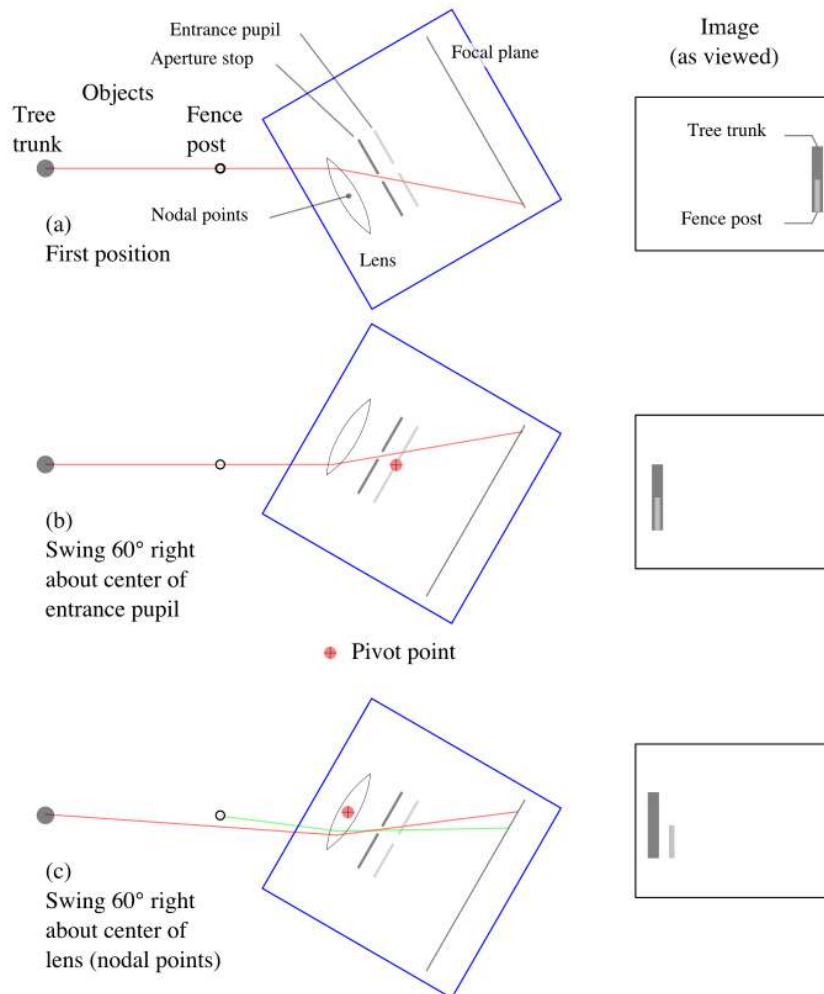 Entrance pupil
Aperture stop
Focal plane
Image
(as viewed)
Objects
Tree
trunk
Fence
post
Nodal points
Lens
(a)
First position
Tree trunk
Fence post
(b)
Swing 60° right
about center of
entrance pupil
Pivot point
(c)
Swing 60° right
about center of
lens (nodal points)